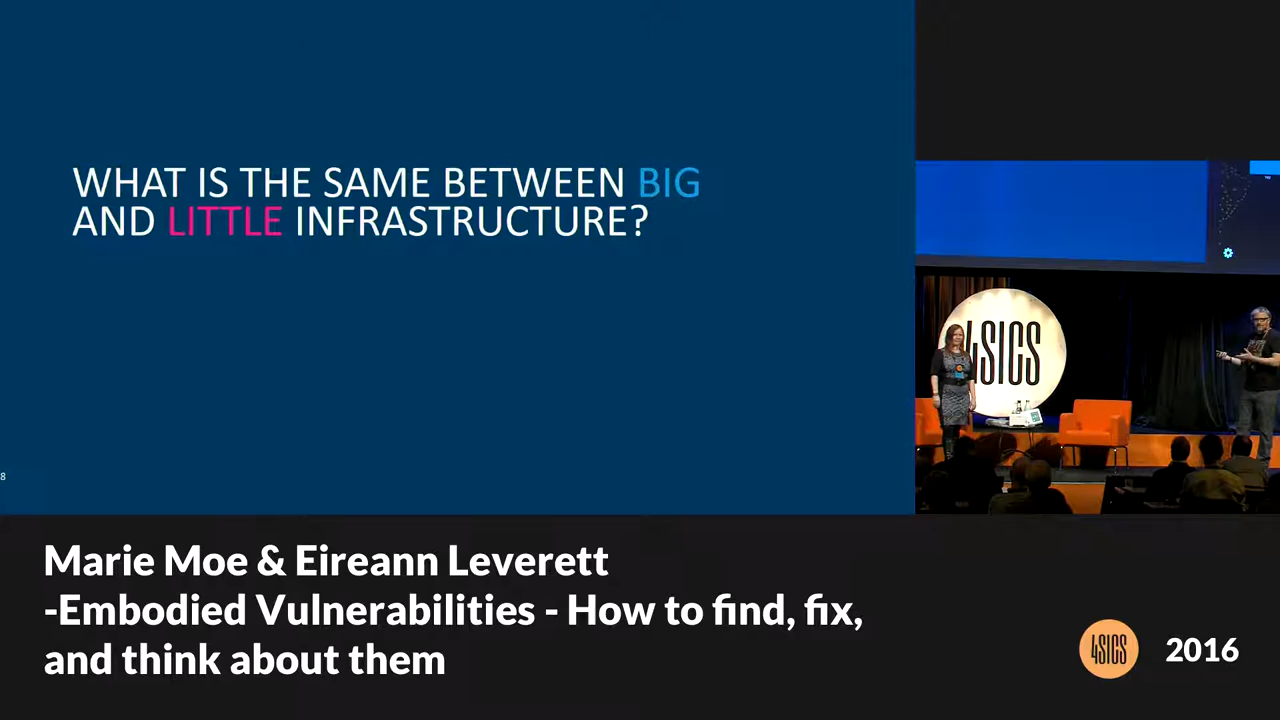 WHAT IS THE SAME BETWEEN BIG
AND LITTLE INFRASTRUCTURE?
8
4SICS
Marie Moe & Eireann Leverett
-Embodied Vulnerabilities - How to find, fix,
and think about them
4SICS
2016